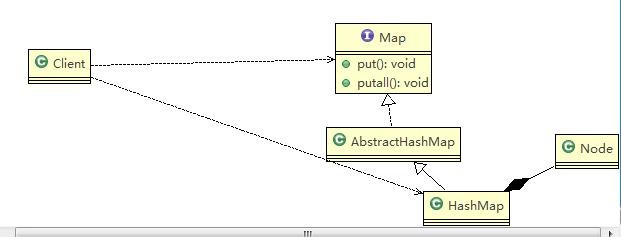 I Map
C Client
put(): void
putall(): void
C AbstractHashMap
C Node
C HashMap